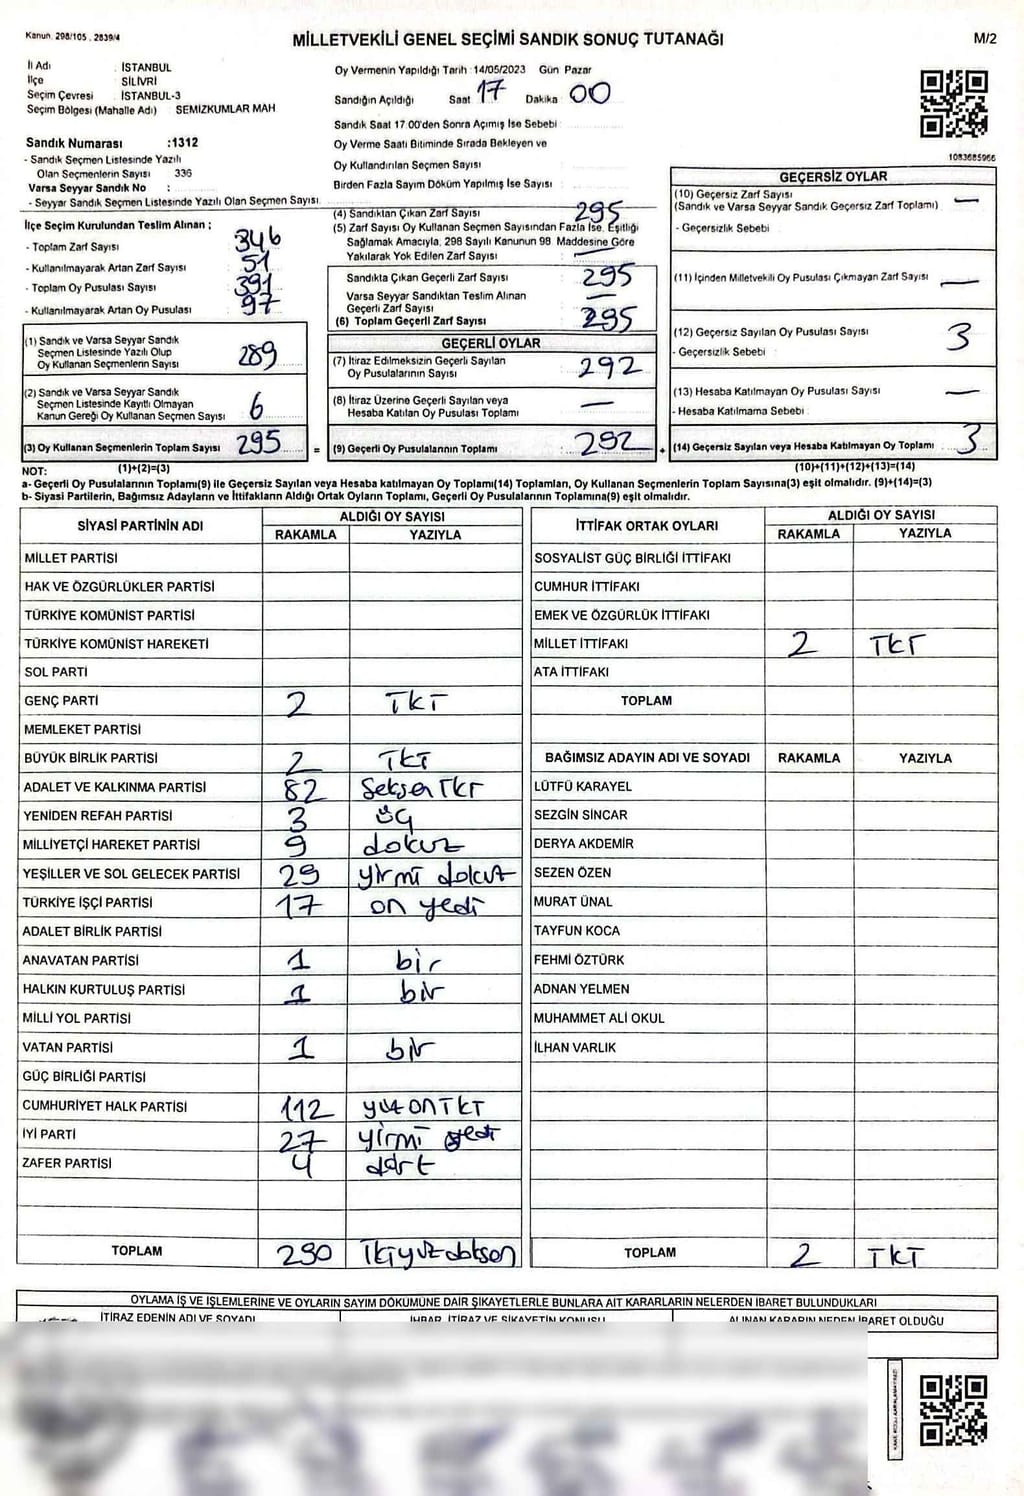 Kanun. 298/105 . 2839/4
MİLLETVEKİLİ GENEL SEÇİMİ SANDIK SONUÇ TUTANAĞI
M/2
İl Adı : İSTANBUL
İlçe : SİLİVRİ
Seçim Çevresi : İSTANBUL-3
Seçim Bölgesi (Mahalle Adı) : SEMİZKUMLAR MAH
Sandık Numarası :1312
- Sandık Seçmen Listesinde Yazılı
Olan Seçmenlerin Sayısı 336
Varsa Seyyar Sandık No :
- Seyyar Sandık Seçmen Listesinde Yazılı Olan Seçmen Sayısı
Oy Vermenin Yapıldığı Tarih :14/05/2023 Gün Pazar
Sandığın Açıldığı Saat 17 Dakika 00
Sandık Saat 17.00'den Sonra Açımış İse Sebebi :
Oy Verme Saati Bitiminde Sırada Bekleyen ve
Oy Kullandırılan Seçmen Sayısı :
Birden Fazla Sayım Döküm Yapılmış İse Sayısı :
1083685966
İlçe Seçim Kurulundan Teslim Alınan ;
- Toplam Zarf Sayısı 346
- Kullanılmayarak Artan Zarf Sayısı 51
- Toplam Oy Pusulası Sayısı 391
- Kullanılmayarak Artan Oy Pusulası 97
(1) Sandık ve Varsa Seyyar Sandık
Seçmen Listesinde Yazılı Olup
Oy Kullanan Seçmenlerin Sayısı 289
(2) Sandık ve Varsa Seyyar Sandık
Seçmen Listesinde Kayıtlı Olmayan
Kanun Gereği Oy Kullanan Seçmen Sayısı 6
(3) Oy Kullanan Seçmenlerin Toplam Sayısı 295 =
(1)+(2)=(3)
(4) Sandıktan Çıkan Zarf Sayısı 295
(5) Zarf Sayısı Oy Kullanan Seçmen Sayısından Fazla İse, Eşitliği
Sağlamak Amacıyla, 298 Sayılı Kanunun 98 Maddesine Göre
Yakılarak Yok Edilen Zarf Sayısı : —
Sandıkta Çıkan Geçerli Zarf Sayısı : 295
Varsa Seyyar Sandıktan Teslim Alınan
Geçerli Zarf Sayısı : —
(6) Toplam Geçerli Zarf Sayısı : 295
GEÇERLİ OYLAR
(7) İtiraz Edilmeksizin Geçerli Sayılan
Oy Pusulalarının Sayısı : 292
(8) İtiraz Üzerine Geçerli Sayılan veya
Hesaba Katılan Oy Pusulası Toplamı : —
(9) Geçerli Oy Pusulalarının Toplamı : 292 +
GEÇERSİZ OYLAR
(10) Geçersiz Zarf Sayısı :
(Sandık ve Varsa Seyyar Sandık Geçersiz Zarf Toplamı) —
- Geçersizlik Sebebi :
(11) İçinden Milletvekili Oy Pusulası Çıkmayan Zarf Sayısı : —
(12) Geçersiz Sayılan Oy Pusulası Sayısı : 3
- Geçersizlik Sebebi :
(13) Hesaba Katılmayan Oy Pusulası Sayısı : —
- Hesaba Katılmama Sebebi :
(14) Geçersiz Sayılan veya Hesaba Katılmayan Oy Toplamı : 3
(10)+(11)+(12)+(13)=(14)
NOT:
a- Geçerli Oy Pusulalarının Toplamı(9) ile Geçersiz Sayılan veya Hesaba katılmayan Oy Toplamı(14) Toplamları, Oy Kullanan Seçmenlerin Toplam Sayısına(3) eşit olmalıdır. (9)+(14)=(3)
b- Siyasi Partilerin, Bağımsız Adayların ve İttifakların Aldığı Ortak Oyların Toplamı, Geçerli Oy Pusulalarının Toplamına(9) eşit olmalıdır.
SİYASİ PARTİNİN ADI ALDIĞI OY SAYISI
RAKAMLA YAZIYLA
MİLLET PARTİSI
HAK VE ÖZGÜRLÜKLER PARTİSİ
TÜRKİYE KOMÜNİST PARTİSİ
TÜRKİYE KOMÜNİST HAREKETİ
SOL PARTİ
GENÇ PARTİ 2 İKİ
MEMLEKET PARTİSİ
BÜYÜK BİRLİK PARTİSİ 2 İKİ
ADALET VE KALKINMA PARTİSİ 82 Seksen İKİ
YENİDEN REFAH PARTİSİ 3 üç
MİLLİYETÇİ HAREKET PARTİSİ 9 dokuz
YEŞİLLER VE SOL GELECEK PARTİSİ 29 yirmi dokuz
TÜRKİYE İŞÇİ PARTİSİ 17 on yedi
ADALET BİRLİK PARTİSİ
ANAVATAN PARTİSİ 1 bir
HALKIN KURTULUŞ PARTİSİ 1 bir
MİLLİ YOL PARTİSİ
VATAN PARTİSİ 1 bir
GÜÇ BİRLİĞİ PARTİSİ
CUMHURİYET HALK PARTİSİ 112 yüz on İKİ
İYİ PARTİ 27 yirmi yedi
ZAFER PARTİSİ 4 dört
TOPLAM 290 İkiyüz doksan
İTTİFAK ORTAK OYLARI ALDIĞI OY SAYISI
RAKAMLA YAZIYLA
SOSYALİST GÜÇ BİRLİĞİ İTTİFAKI
CUMHUR İTTİFAKI
EMEK VE ÖZGÜRLÜK İTTİFAKI
MİLLET İTTİFAKI 2 İKİ
ATA İTTİFAKI
TOPLAM
BAĞIMSIZ ADAYIN ADI VE SOYADI RAKAMLA YAZIYLA
LÜTFÜ KARAYEL
SEZGİN SİNCAR
DERYA AKDEMİR
SEZEN ÖZEN
MURAT ÜNAL
TAYFUN KOCA
FEHMİ ÖZTÜRK
ADNAN YELMEN
MUHAMMET ALİ OKUL
İLHAN VARLIK
TOPLAM 2 İKİ
OYLAMA İŞ VE İŞLEMLERİNE VE OYLARIN SAYIM DÖKÜMÜNE DAİR ŞİKAYETLERLE BUNLARA AİT KARARLARIN NELERDEN İBARET BULUNDUKLARI
İTİRAZ EDENİN ADI VE SOYADI İHBAR, İTİRAZ VE ŞİKAYETİN KONUSU ALINAN KARARIN NEDEN İBARET OLDUĞU